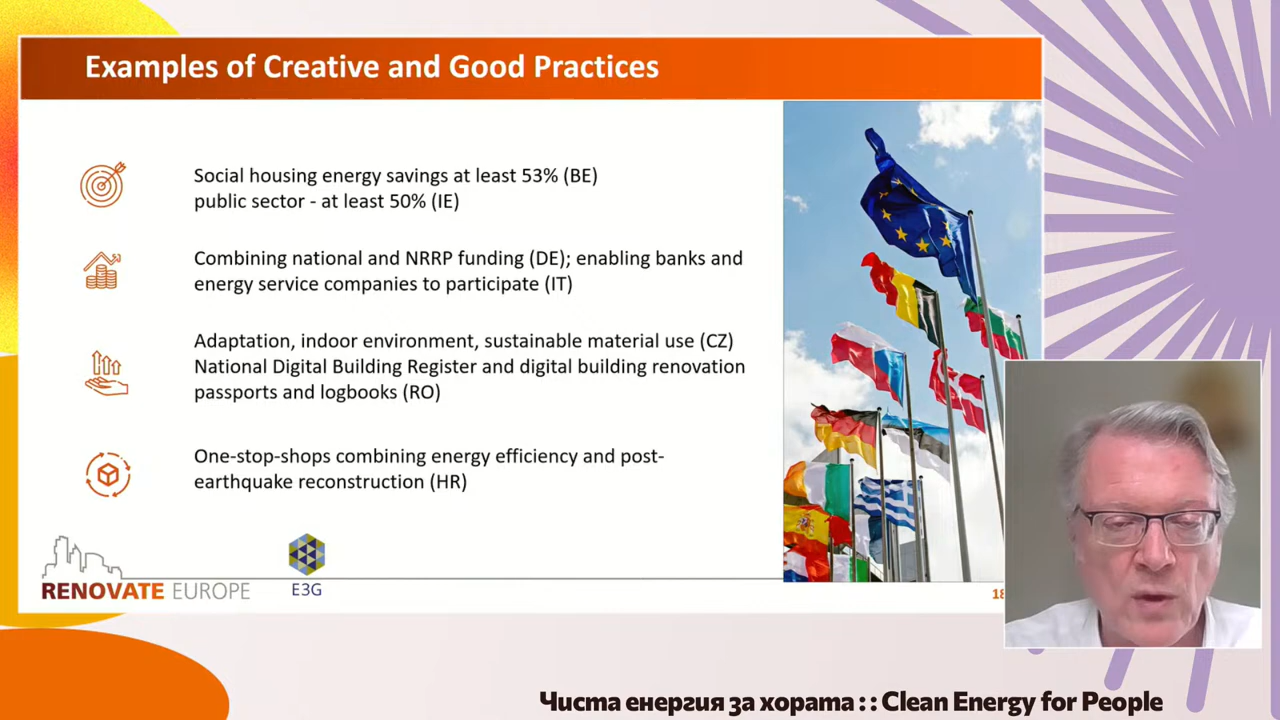 Examples of Creative and Good Practices
Social housing energy savings at least 53% (BE)
public sector - at least 50% (IE)
Combining national and NRRP funding (DE); enabling banks and
energy service companies to participate (IT)
Adaptation, indoor environment, sustainable material use (CZ)
National Digital Building Register and digital building renovation
passports and logbooks (RO)
One-stop-shops combining energy efficiency and post-
earthquake reconstruction (HR)
RENOVATE EUROPE
E3G
18
Чиста енергия за хората :: Clean Energy for People